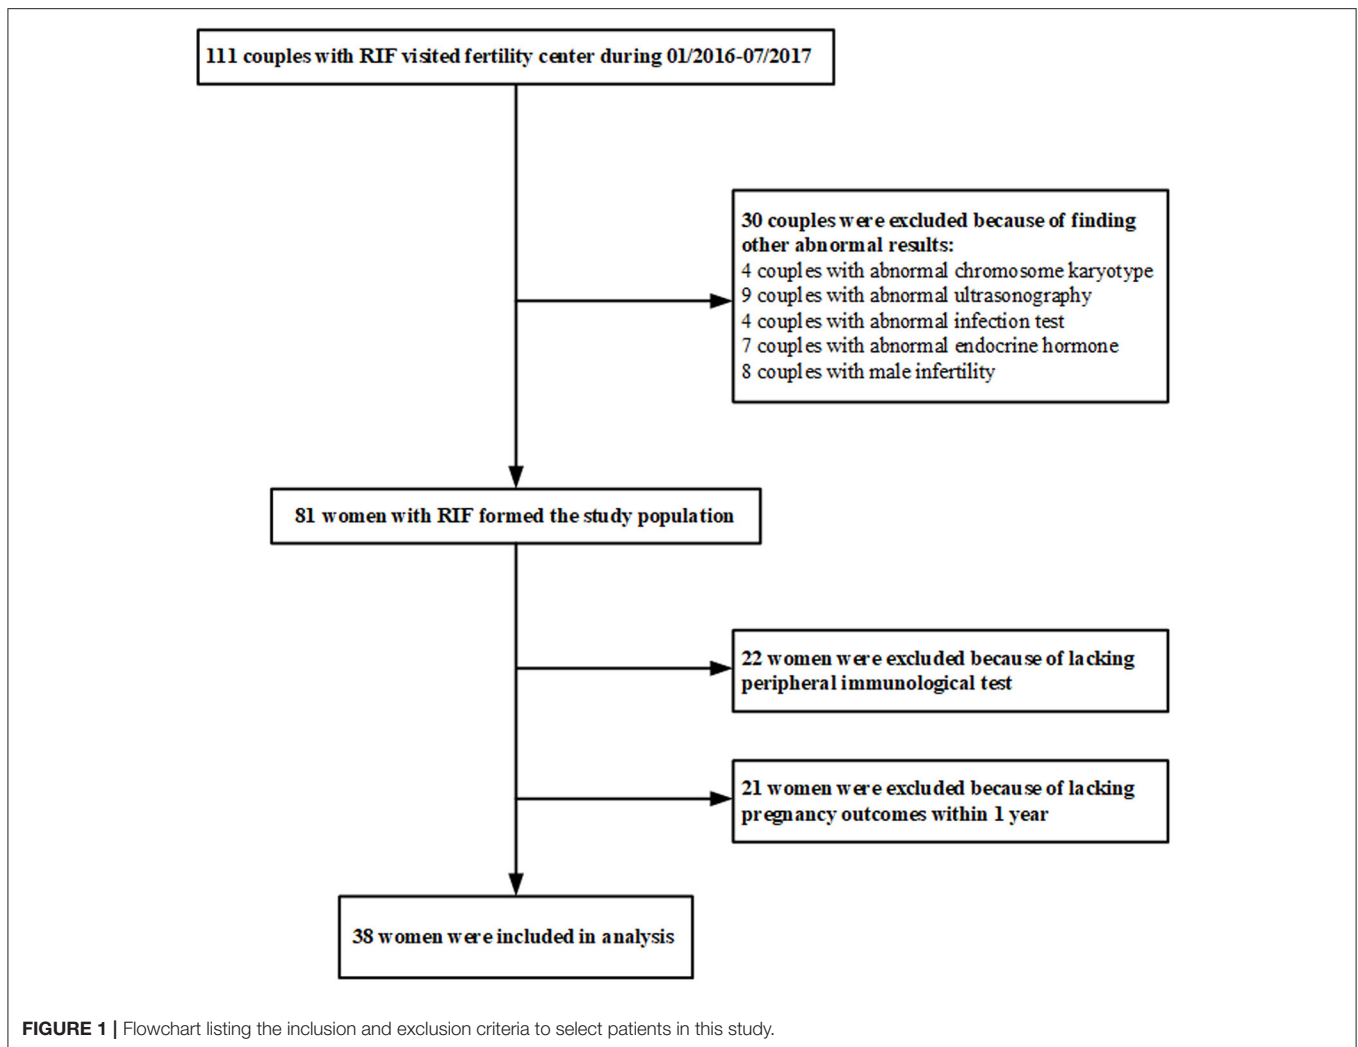 111 couples with RIF visited fertility center during 01/2016-07/2017
30 couples were excluded because of finding
other abnormal results:
4 couples with abnormal chromosome karyotype
9 couples with abnormal ultrasonography
4 couples with abnormal infection test
7 couples with abnormal endocrine hormone
8 couples with male infertility
81 women with RIF formed the study population
22 women were excluded because of lacking
peripheral immunological test
21 women were excluded because of lacking
pregnancy outcomes within 1 year
38 women were included in analysis
FIGURE 1 | Flowchart listing the inclusion and exclusion criteria to select patients in this study.